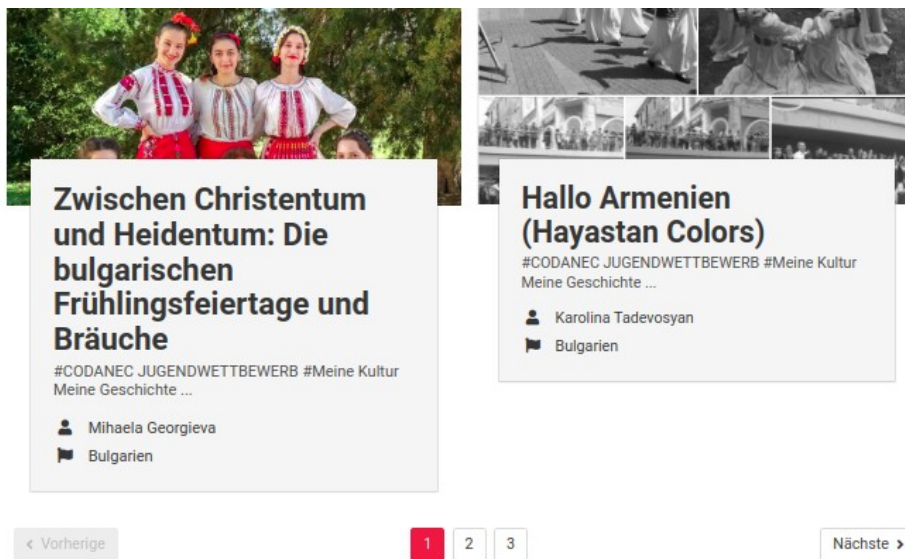 Zwischen Christentum
und Heidentum: Die
bulgarischen
Frühlingsfeiertage und
Bräuche
#CODANEC JUGENDWETTBEWERB #Meine Kultur
Meine Geschichte ...
Mihaela Georgieva
Bulgarien
Hallo Armenien
(Hayastan Colors)
#CODANEC JUGENDWETTBEWERB #Meine Kultur
Meine Geschichte ...
Karolina Tadevosyan
Bulgarien
Vorherige 1 2 3 Nächste